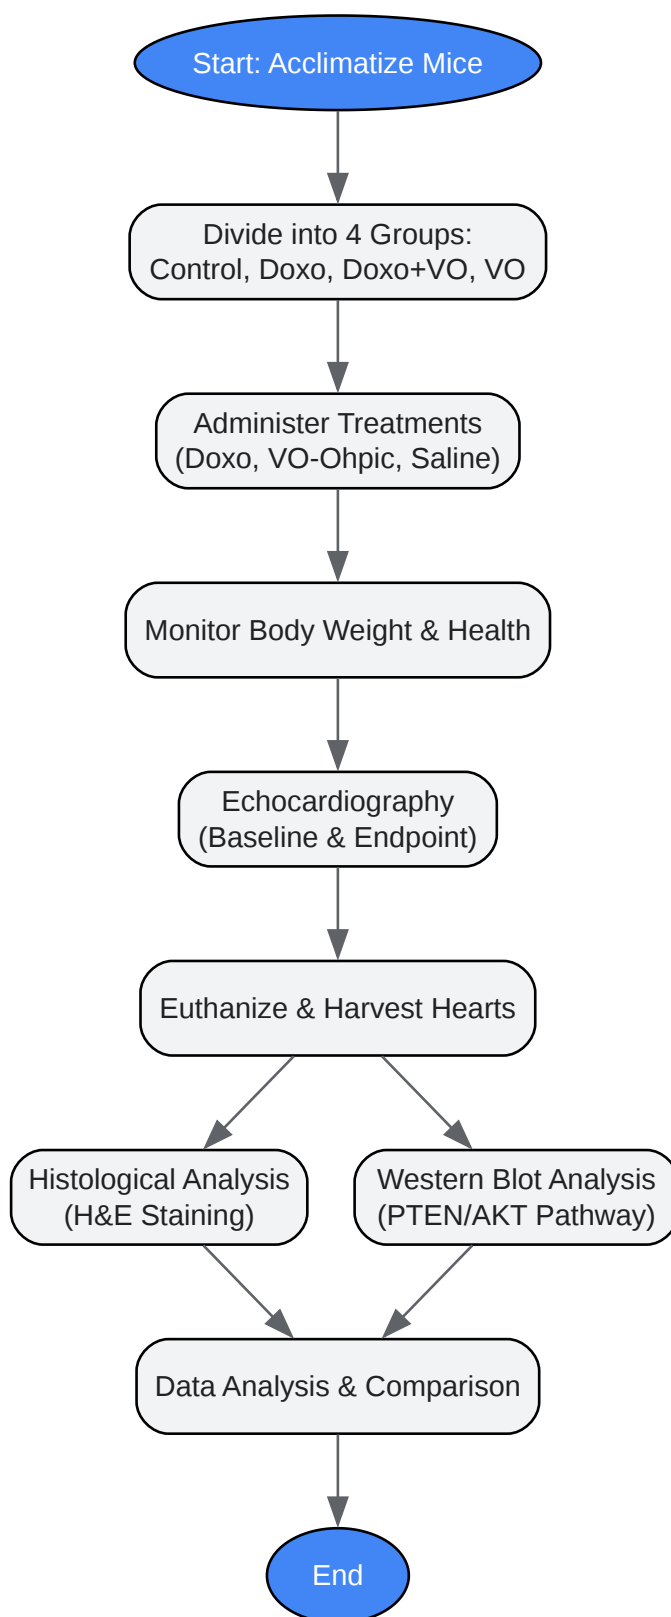 Start: Acclimatize Mice
Divide into 4 Groups:
Control, Doxo, Doxo+VO, VO
Administer Treatments
(Doxo, VO-Ohpic, Saline)
Monitor Body Weight & Health
Echocardiography
(Baseline & Endpoint)
Euthanize & Harvest Hearts
Histological Analysis
(H&E Staining)
Western Blot Analysis
(PTEN/AKT Pathway)
Data Analysis & Comparison
End